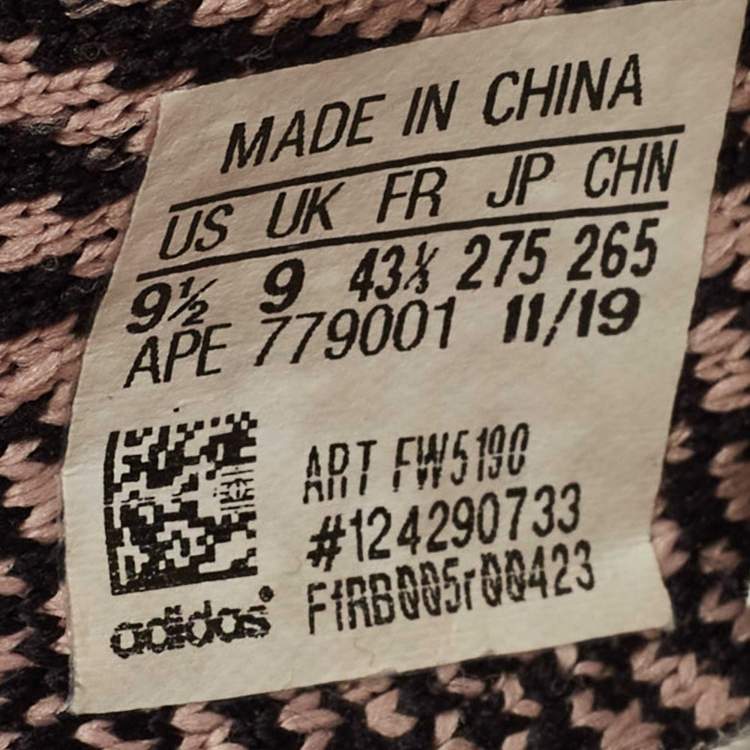 MADE IN CHINA
US UK FR JP CHN
9½ 9 43⅓ 275 265
APE 779001 11/19
ART FW5190
#124290733
F1RB005r00423
adidas